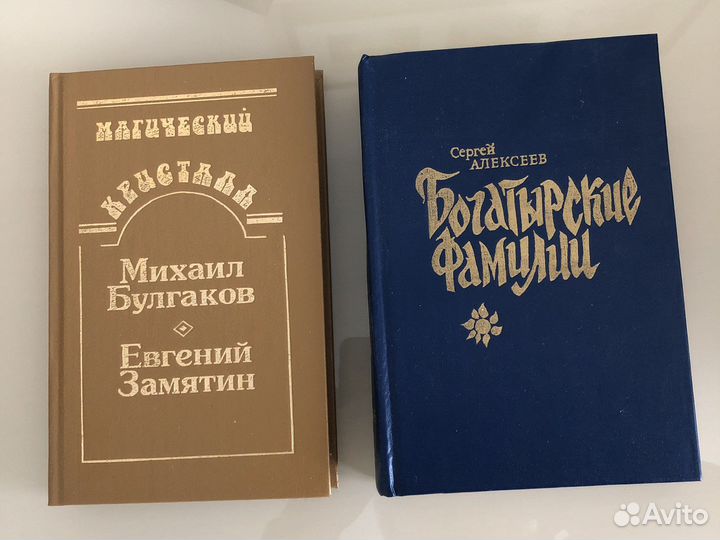 МАГИЧЕСКИЙ
КРИСТАЛЛ
Михаил
Булгаков
Евгений
Замятин
Сергей
АЛЕКСЕЕВ
Богатырские
фамилии
Avito